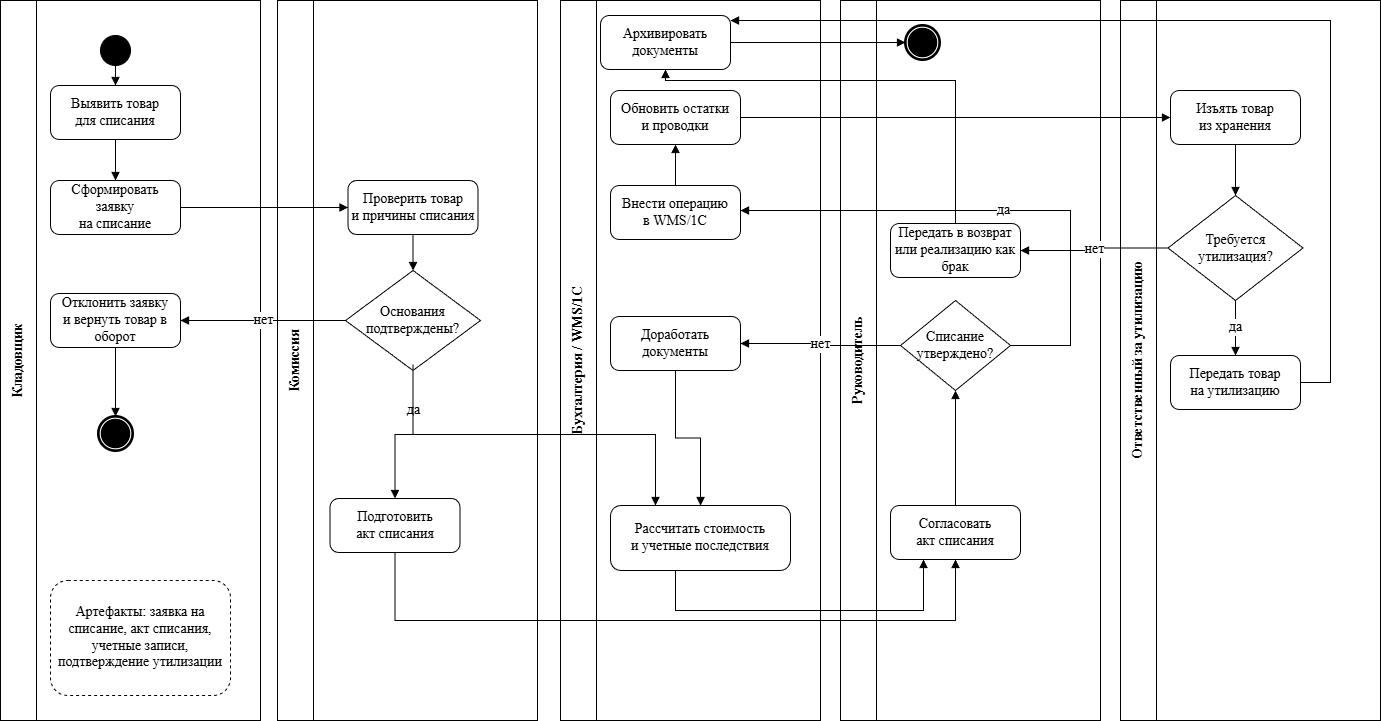 Кладовщик
Выявить товар
для списания
Сформировать
заявку
на списание
Отклонить заявку
и вернуть товар в
оборот
Артефакты: заявка на
списание, акт списания,
учетные записи,
подтверждение утилизации
Комиссия
Проверить товар
и причины списания
Основания
подтверждены?
нет
да
Подготовить
акт списания
Бухгалтерия / WMS/1С
Архивировать
документы
Обновить остатки
и проводки
Внести операцию
в WMS/1С
Доработать
документы
Рассчитать стоимость
и учетные последствия
Руководитель
Передать в возврат
или реализацию как
брак
Списание
утверждено?
нет
да
Согласовать
акт списания
Ответственный за утилизацию
Изъять товар
из хранения
Требуется
утилизация?
нет
да
Передать товар
на утилизацию